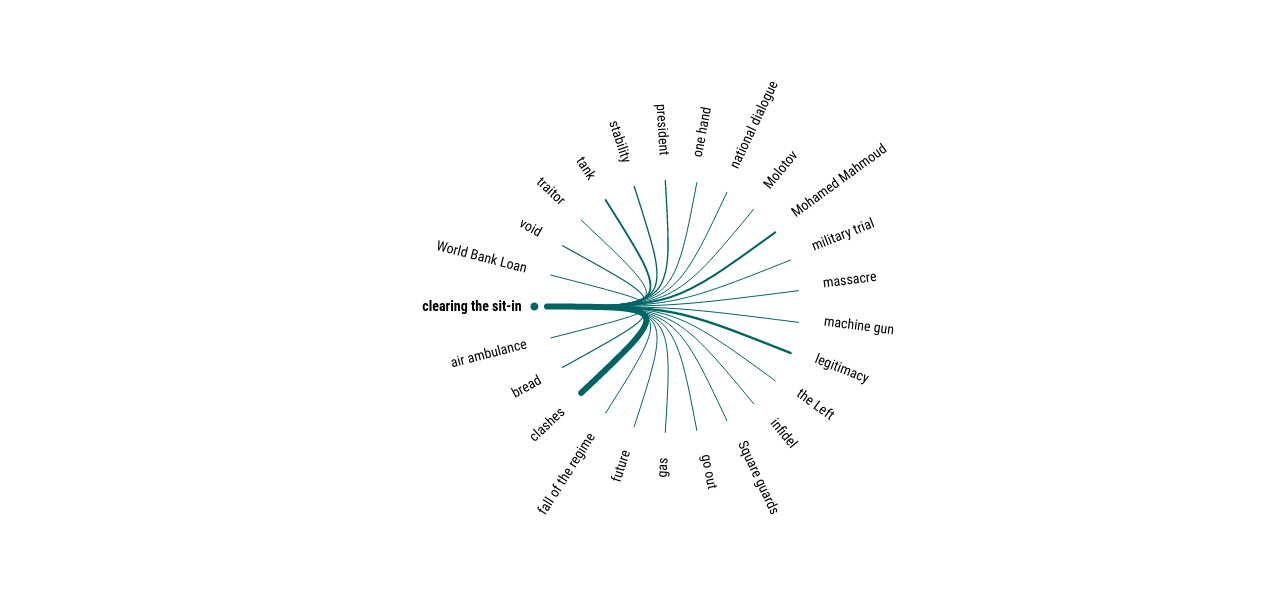 president
one hand
national dialogue
Molotov
Mohamed Mahmoud
military trial
massacre
machine gun
legitimacy
the Left
infidel
Square guards
go out
gas
future
fall of the regime
clashes
bread
air ambulance
clearing the sit-in
World Bank Loan
void
traitor
tank
stability